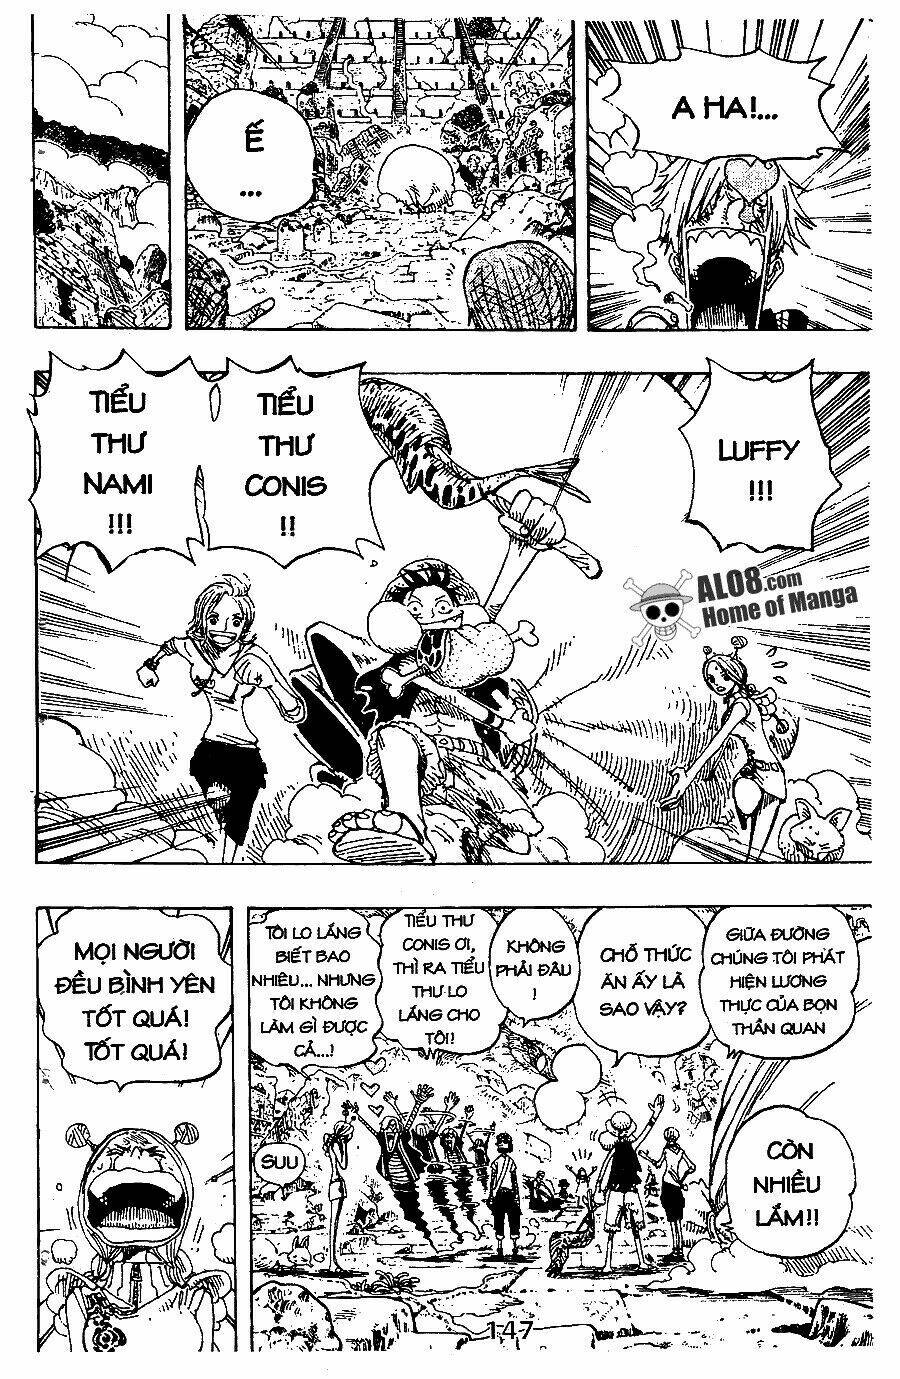 A HA!...
Ế
...
LUFFY
!!!
TIỂU
THƯ
CONIS
!!
TIỂU
THƯ
NAMI
!!!
AL08.com
Home of Manga
GIỮA ĐƯỜNG
CHÚNG TÔI PHÁT
HIỆN LƯƠNG
THỰC CỦA BỌN
THẦN QUAN
CHỖ THỨC
ĂN ẤY LÀ
SAO VẬY?
CÒN
NHIỀU
LẮM!!
KHÔNG
PHẢI ĐÂU
!
TIỂU THƯ
CONIS ƠI,
THÌ RA TIỂU
THƯ LO
LẮNG CHO
TÔI!
TÔI LO LẮNG
BIẾT BAO
NHIÊU... NHƯNG
TÔI KHÔNG
LÀM GÌ ĐƯỢC
CẢ...!
SUU
MỌI NGƯỜI
ĐỀU BÌNH YÊN
TỐT QUÁ!
TỐT QUÁ!
147